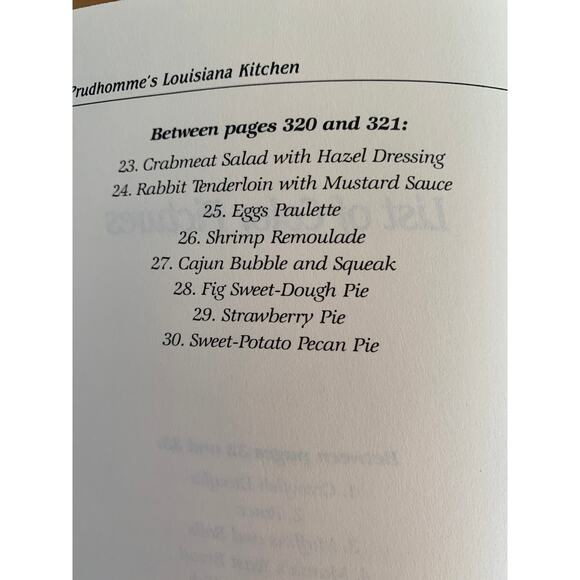 Prudhomme's Louisiana Kitchen
Between pages 320 and 321:
23. Crabmeat Salad with Hazel Dressing
24. Rabbit Tenderloin with Mustard Sauce
25. Eggs Paulette
26. Shrimp Remoulade
27. Cajun Bubble and Squeak
28. Fig Sweet-Dough Pie
29. Strawberry Pie
30. Sweet-Potato Pecan Pie